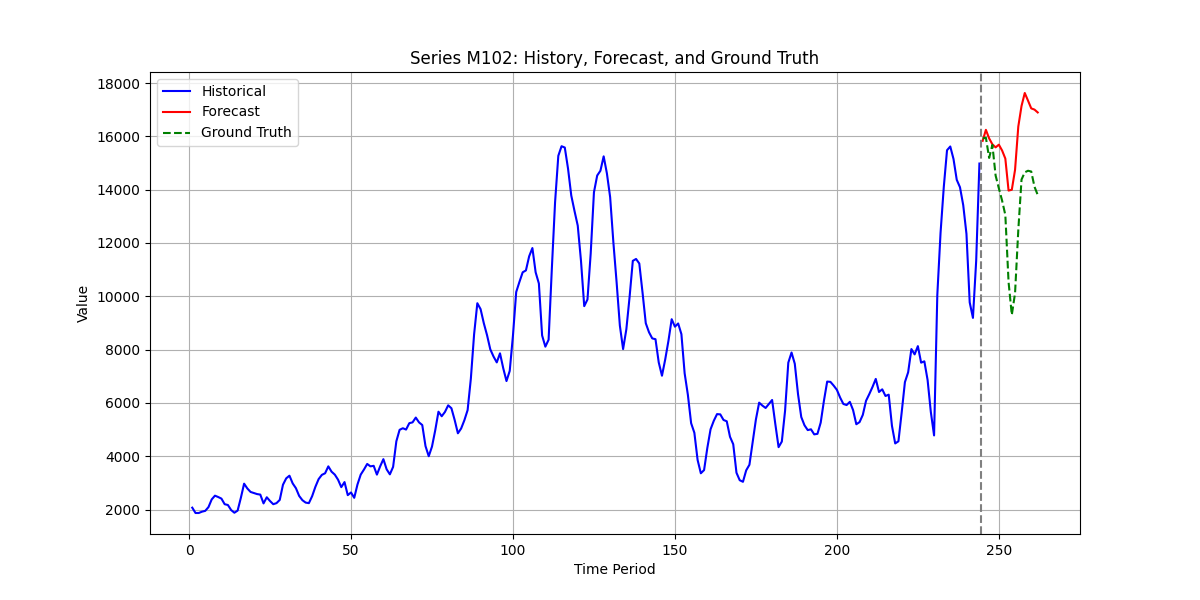 Series M102: History, Forecast, and Ground Truth
Historical
Forecast
Ground Truth
18000
16000
14000
12000
10000
8000
6000
4000
2000
Value
0 50 100 150 200 250
Time Period